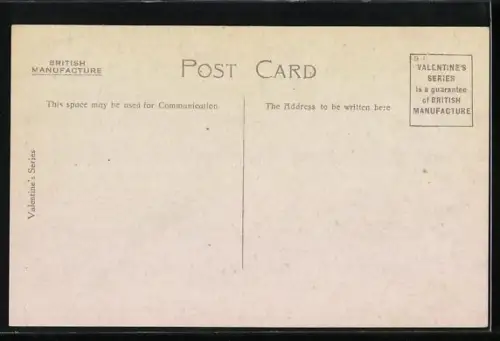 BRITISH
MANUFACTURE
POST CARD
VALENTINE'S
SERIES
is a guarantee
of BRITISH
MANUFACTURE
This space may be used for Communication
The Address to be written here
Valentine's Series